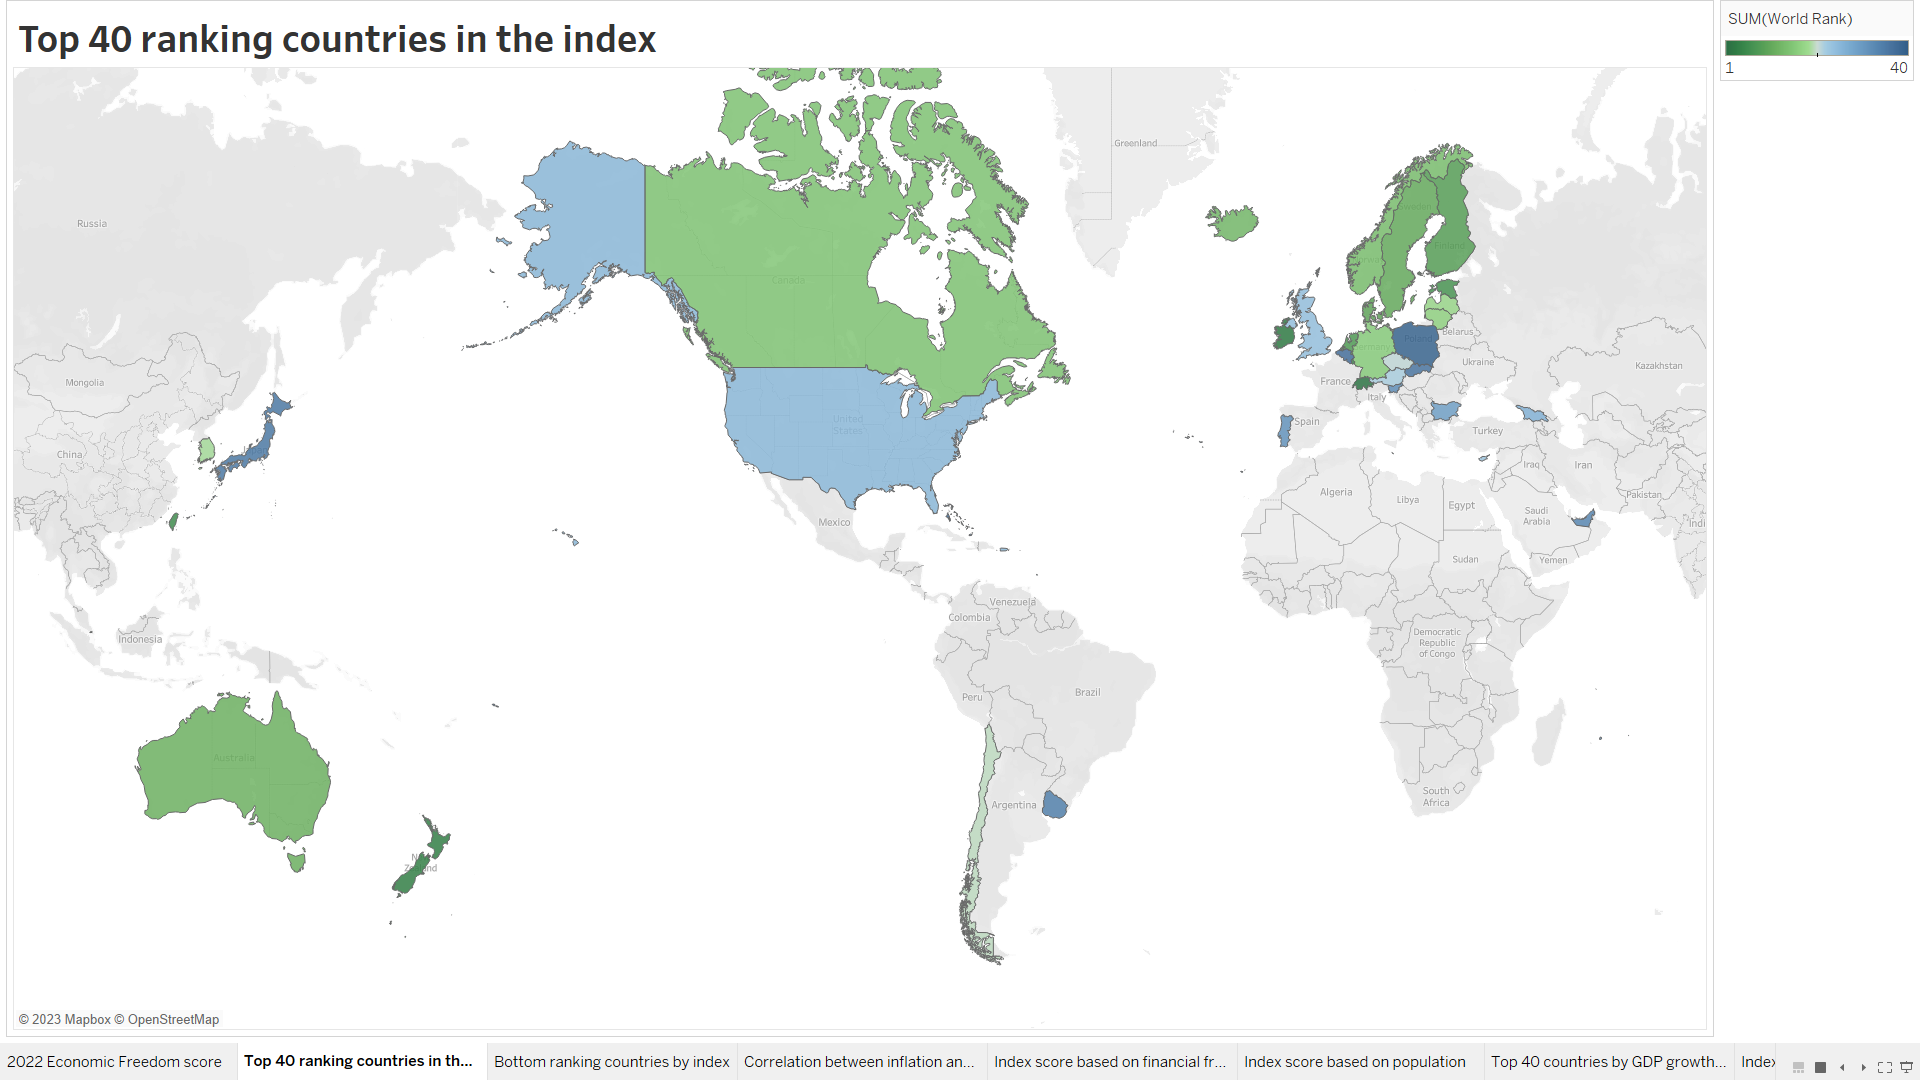 Top 40 ranking countries in the index
SUM(World Rank)
1
40
Greenland
Russia
Canada
Finland
Belarus
Poland
Germany
Ukraine
Kazakhstan
Mongolia
France
Italy
United
States
Spain
Turkey
China
Iraq
Iran
Algeria
Libya
Egypt
Pakistan
Indi
Saudi
Arabia
Mexico
Sudan
Yemen
Venezuela
Colombia
Indonesia
Democratic
Republic
of Congo
Peru
Brazil
Australia
Argentina
South
Africa
© 2023 Mapbox © OpenStreetMap
2022 Economic Freedom score
Top 40 ranking countries in th...
Bottom ranking countries by index
Correlation between inflation an...
Index score based on financial fr...
Index score based on population
Top 40 countries by GDP growth...
Index